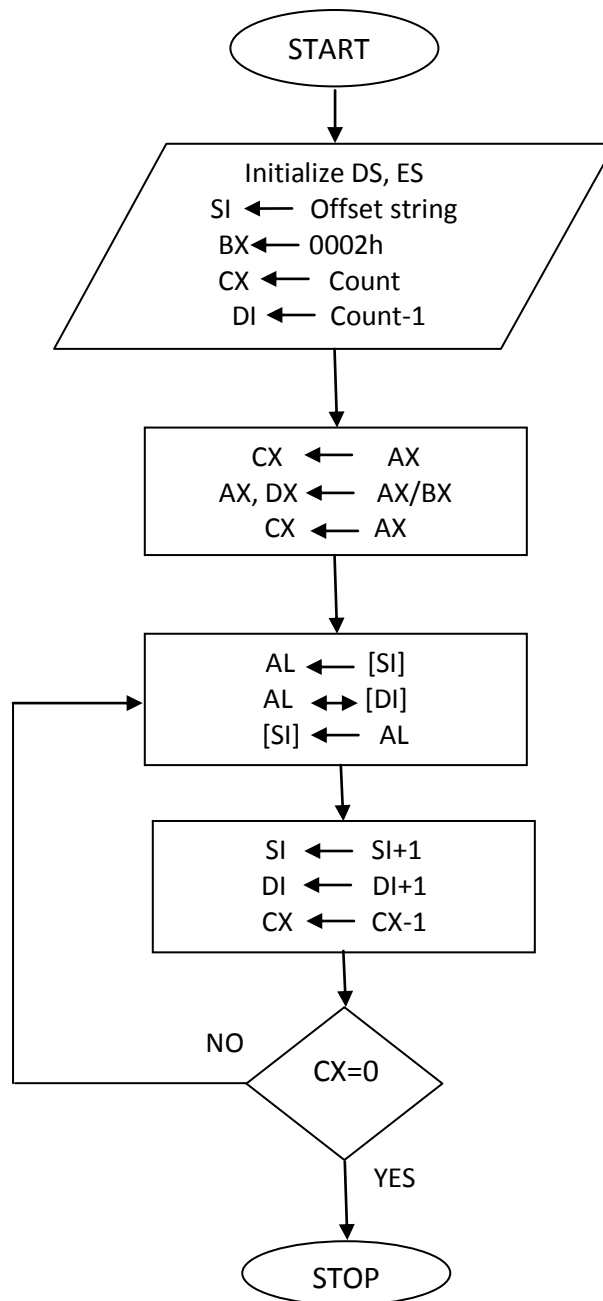 START
Initialize DS, ES
SI ← Offset string
BX ← 0002h
CX ← Count
DI ← Count-1
CX ← AX
AX, DX ← AX/BX
CX ← AX
AL ← [SI]
AL ↔ [DI]
[SI] ← AL
SI ← SI+1
DI ← DI+1
CX ← CX-1
NO
CX=0
YES
STOP